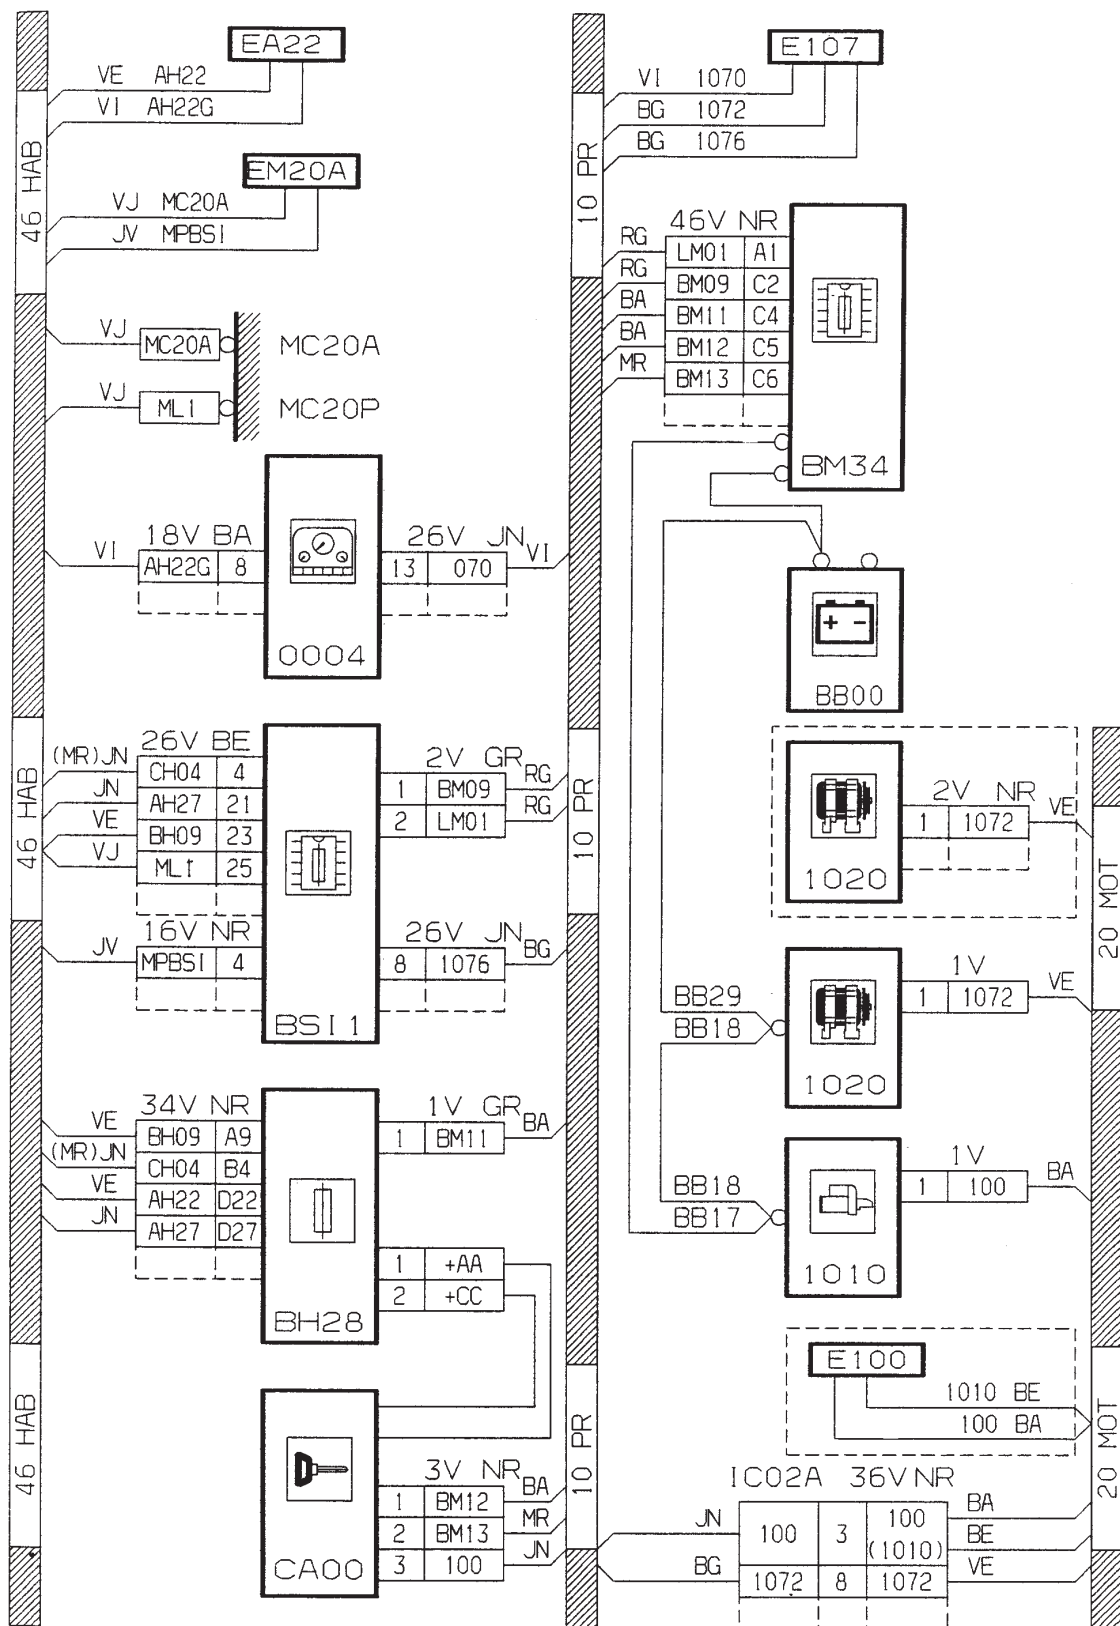 EA22
VE AH22
VI AH22G
46 HAB
EM20A
VJ MC20A
JV MPBSI
VJ MC20A MC20A
VJ ML1 MC20P
18V BA
VI AH22G 8
26V JN
13 070 VI
0004
26V BE
(MR)JN CH04 4
JN AH27 21
VE BH09 23
VJ ML1 25
46 HAB
2V GR
1 BM09 RG
2 LM01 RG
16V NR
JV MPBSI 4
26V JN
8 1076 BG
BSI1
34V NR
VE BH09 A9
(MR)JN CH04 B4
VE AH22 D22
JN AH27 D27
1V GR
1 BM11 BA
1 +AA
2 +CC
BH28
46 HAB
3V NR
1 BM12 BA
2 BM13 MR
3 100 JN
CA00
E107
VI 1070
BG 1072
BG 1076
10 PR
46V NR
RG LM01 A1
RG BM09 C2
BA BM11 C4
BA BM12 C5
MR BM13 C6
BM34
+ −
BB00
10 PR
2V NR
1 1072 VE
1020
20 MOT
1V
1 1072 VE
BB29
BB18
1020
1V
1 100 BA
BB18
BB17
1010
E100
1010 BE
100 BA
20 MOT
10 PR
IC02A 36V NR
JN 100 3 100 BA
(1010) BE
BG 1072 8 1072 VE